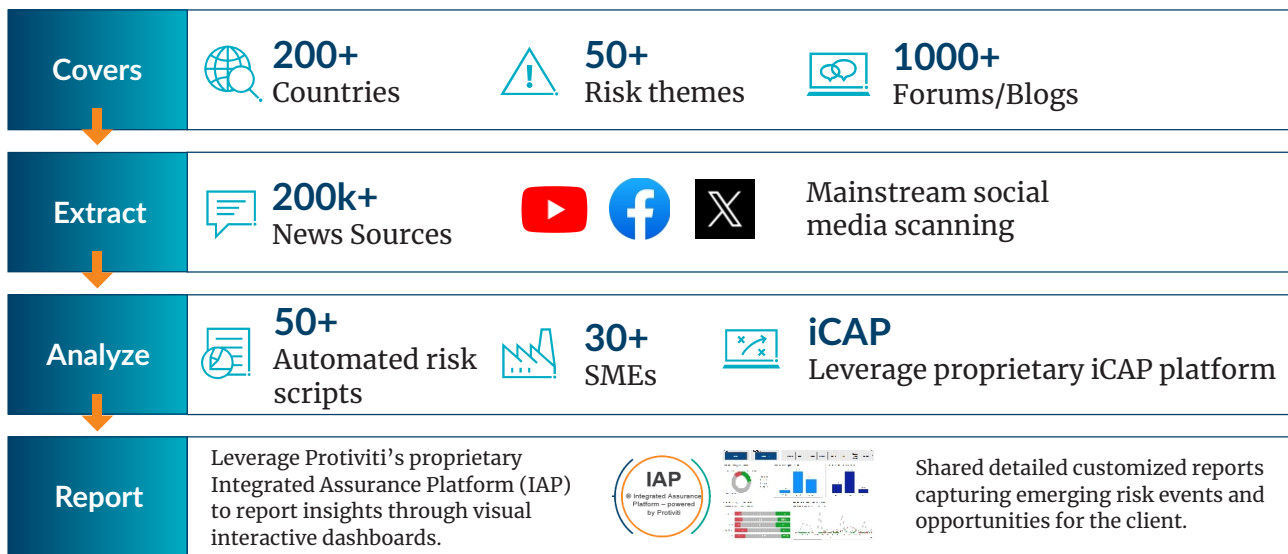 Covers
200+
Countries
50+
Risk themes
1000+
Forums/Blogs
Extract
200k+
News Sources
Mainstream social
media scanning
Analyze
50+
Automated risk
scripts
30+
SMEs
iCAP
Leverage proprietary iCAP platform
Report
Leverage Protiviti’s proprietary
Integrated Assurance Platform (IAP)
to report insights through visual
interactive dashboards.
IAP
® Integrated Assurance
Platform – powered
by Protiviti
Shared detailed customized reports
capturing emerging risk events and
opportunities for the client.